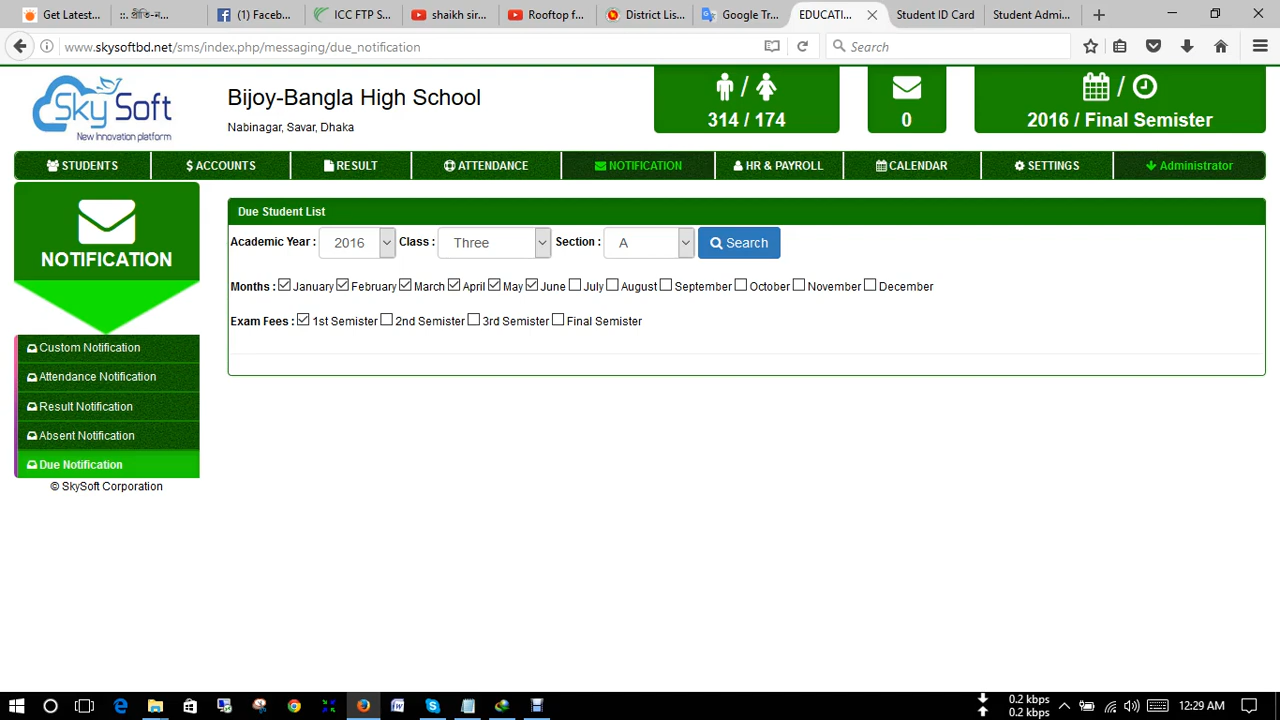 Get Latest...
::. প্রীতি-ন...
(1) Faceb...
ICC FTP S...
shaikh sir...
Rooftop f...
District Lis...
Google Tr...
EDUCATI...
Student ID Card
Student Admi...
www.skysoftbd.net/sms/index.php/messaging/due_notification
Search
Sky Soft
New Innovation platform
Bijoy-Bangla High School
Nabinagar, Savar, Dhaka
/
314 / 174
0
/
2016 / Final Semister
STUDENTS
$ ACCOUNTS
RESULT
ATTENDANCE
NOTIFICATION
HR & PAYROLL
CALENDAR
SETTINGS
Administrator
NOTIFICATION
Custom Notification
Attendance Notification
Result Notification
Absent Notification
Due Notification
© SkySoft Corporation
Due Student List
Academic Year : 2016 Class : Three Section : A Search
Months : January February March April May June July August September October November December
Exam Fees : 1st Semister 2nd Semister 3rd Semister Final Semister
0.2 kbps
0.2 kbps
12:29 AM